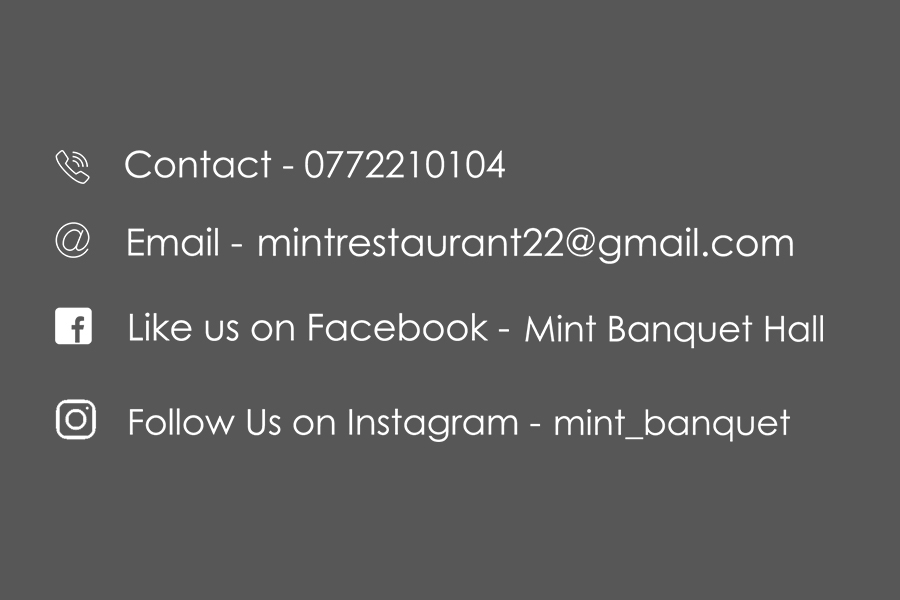 Contact - 0772210104
Email - mintrestaurant22@gmail.com
Like us on Facebook - Mint Banquet Hall
Follow Us on Instagram - mint_banquet